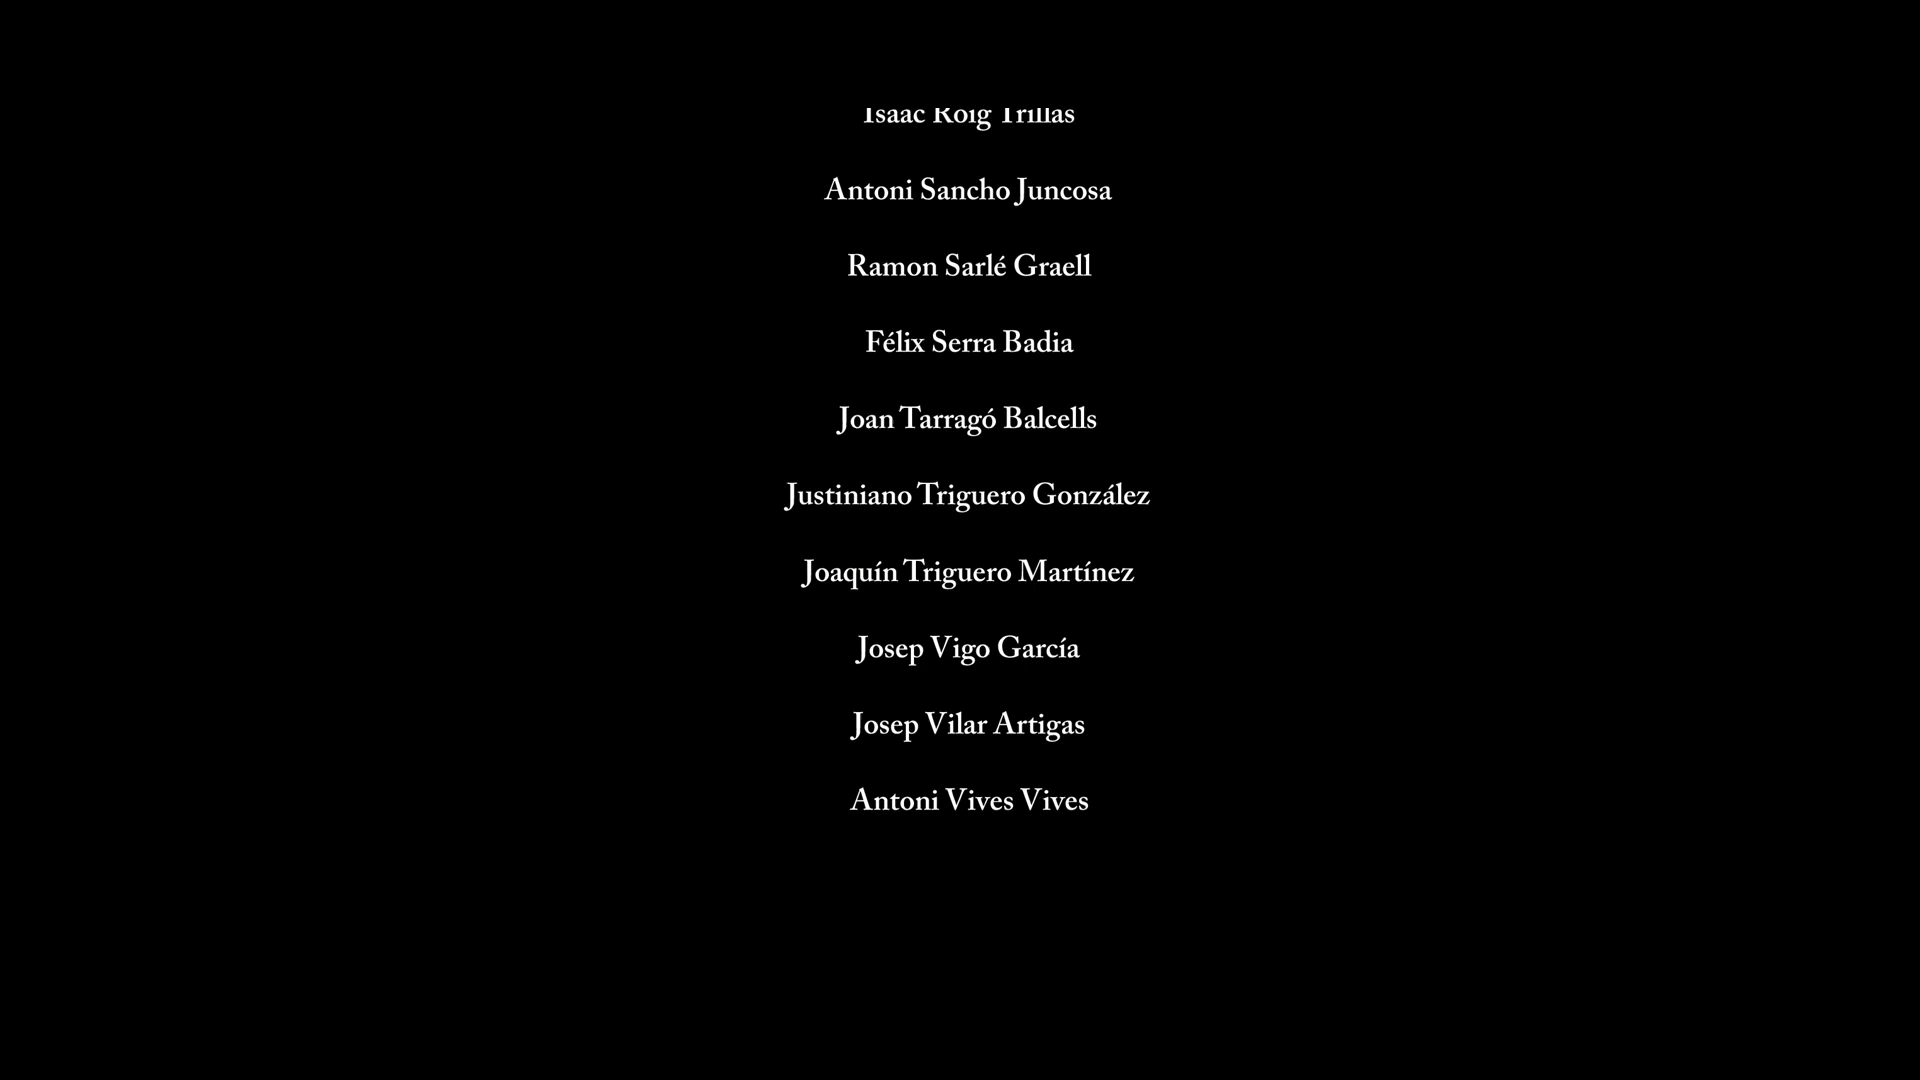 Isaac Roig Trillas
Antoni Sancho Juncosa
Ramon Sarlé Graell
Félix Serra Badia
Joan Tarragó Balcells
Justiniano Triguero González
Joaquín Triguero Martínez
Josep Vigo García
Josep Vilar Artigas
Antoni Vives Vives